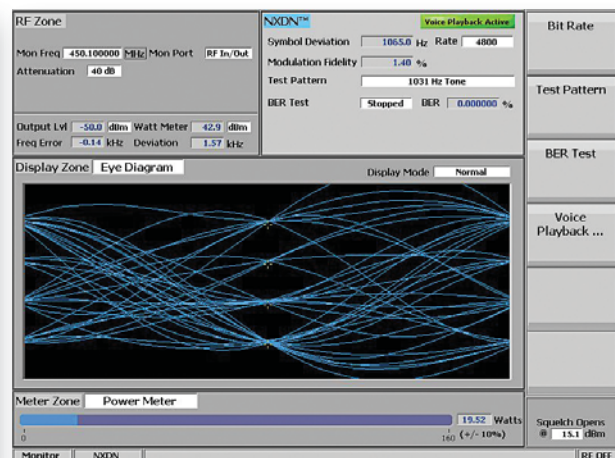 RF Zone
Mon Freq 450.100000 MHz Mon Port RF In/Out
Attenuation 40 dB
Output Lvl -50.0 dBm Watt Meter 42.9 dBm
Freq Error -0.14 kHz Deviation 1.57 kHz
NXDN™ Voice Playback Active
Symbol Deviation 1065.0 Hz Rate 4800
Modulation Fidelity 1.40 %
Test Pattern 1031 Hz Tone
BER Test Stopped BER 0.000000 %
Display Zone Eye Diagram Display Mode Normal
Meter Zone Power Meter
19.52 Watts
0 160 (+/- 10%)
Monitor NXDN RF OFF
Bit Rate
Test Pattern
BER Test
Voice
Playback ...
Squelch Opens
@ 15.1 dBm